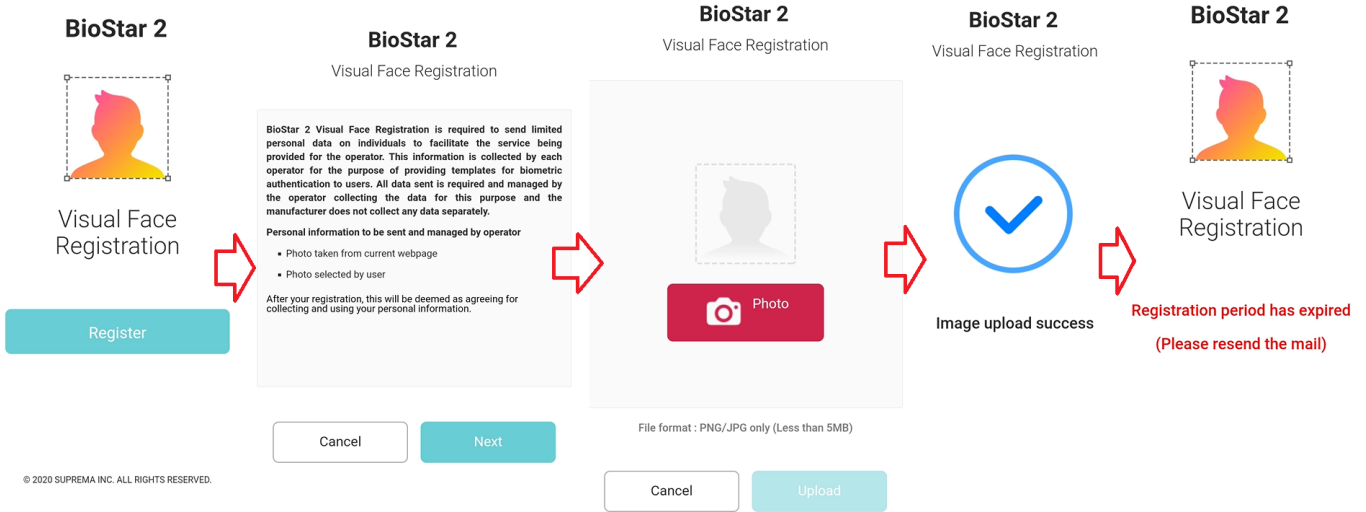 BioStar 2
Visual Face
Registration
Register
© 2020 SUPREMA INC. ALL RIGHTS RESERVED.
BioStar 2
Visual Face Registration
BioStar 2 Visual Face Registration is required to send limited
personal data on individuals to facilitate the service being
provided for the operator. This information is collected by each
operator for the purpose of providing templates for biometric
authentication to users. All data sent is required and managed by
the operator collecting the data for this purpose and the
manufacturer does not collect any data separately.
Personal information to be sent and managed by operator
▪ Photo taken from current webpage
▪ Photo selected by user
After your registration, this will be deemed as agreeing for
collecting and using your personal information.
Cancel
Next
BioStar 2
Visual Face Registration
Photo
File format : PNG/JPG only (Less than 5MB)
Cancel
Upload
BioStar 2
Visual Face Registration
Image upload success
BioStar 2
Visual Face
Registration
Registration period has expired
(Please resend the mail)